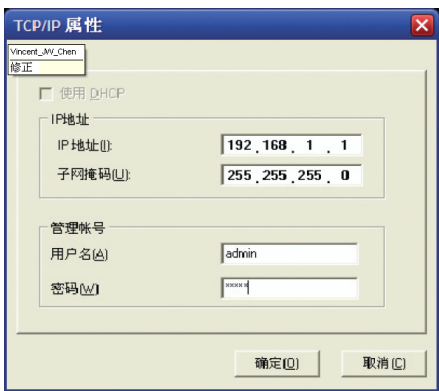 TCP/IP 属性
Vincent_JW_Chen
修正
使用 DHCP
IP地址
IP 地址(I): 192 . 168 . 1 . 1
子网掩码(U): 255 . 255 . 255 . 0
管理帐号
用户名(A) admin
密码(W) *****
确定(O) 取消(C)